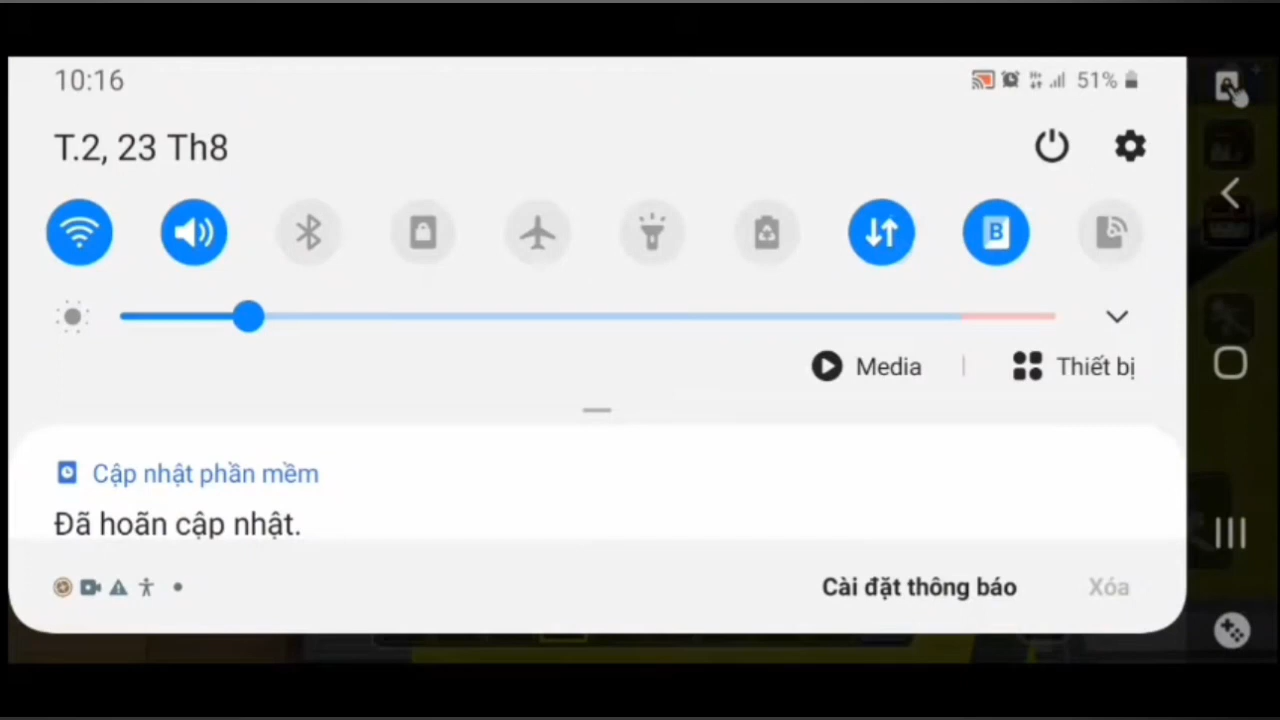 10:16
51%
T.2, 23 Th8
B
Media
Thiết bị
Cập nhật phần mềm
Đã hoãn cập nhật.
Cài đặt thông báo
Xóa